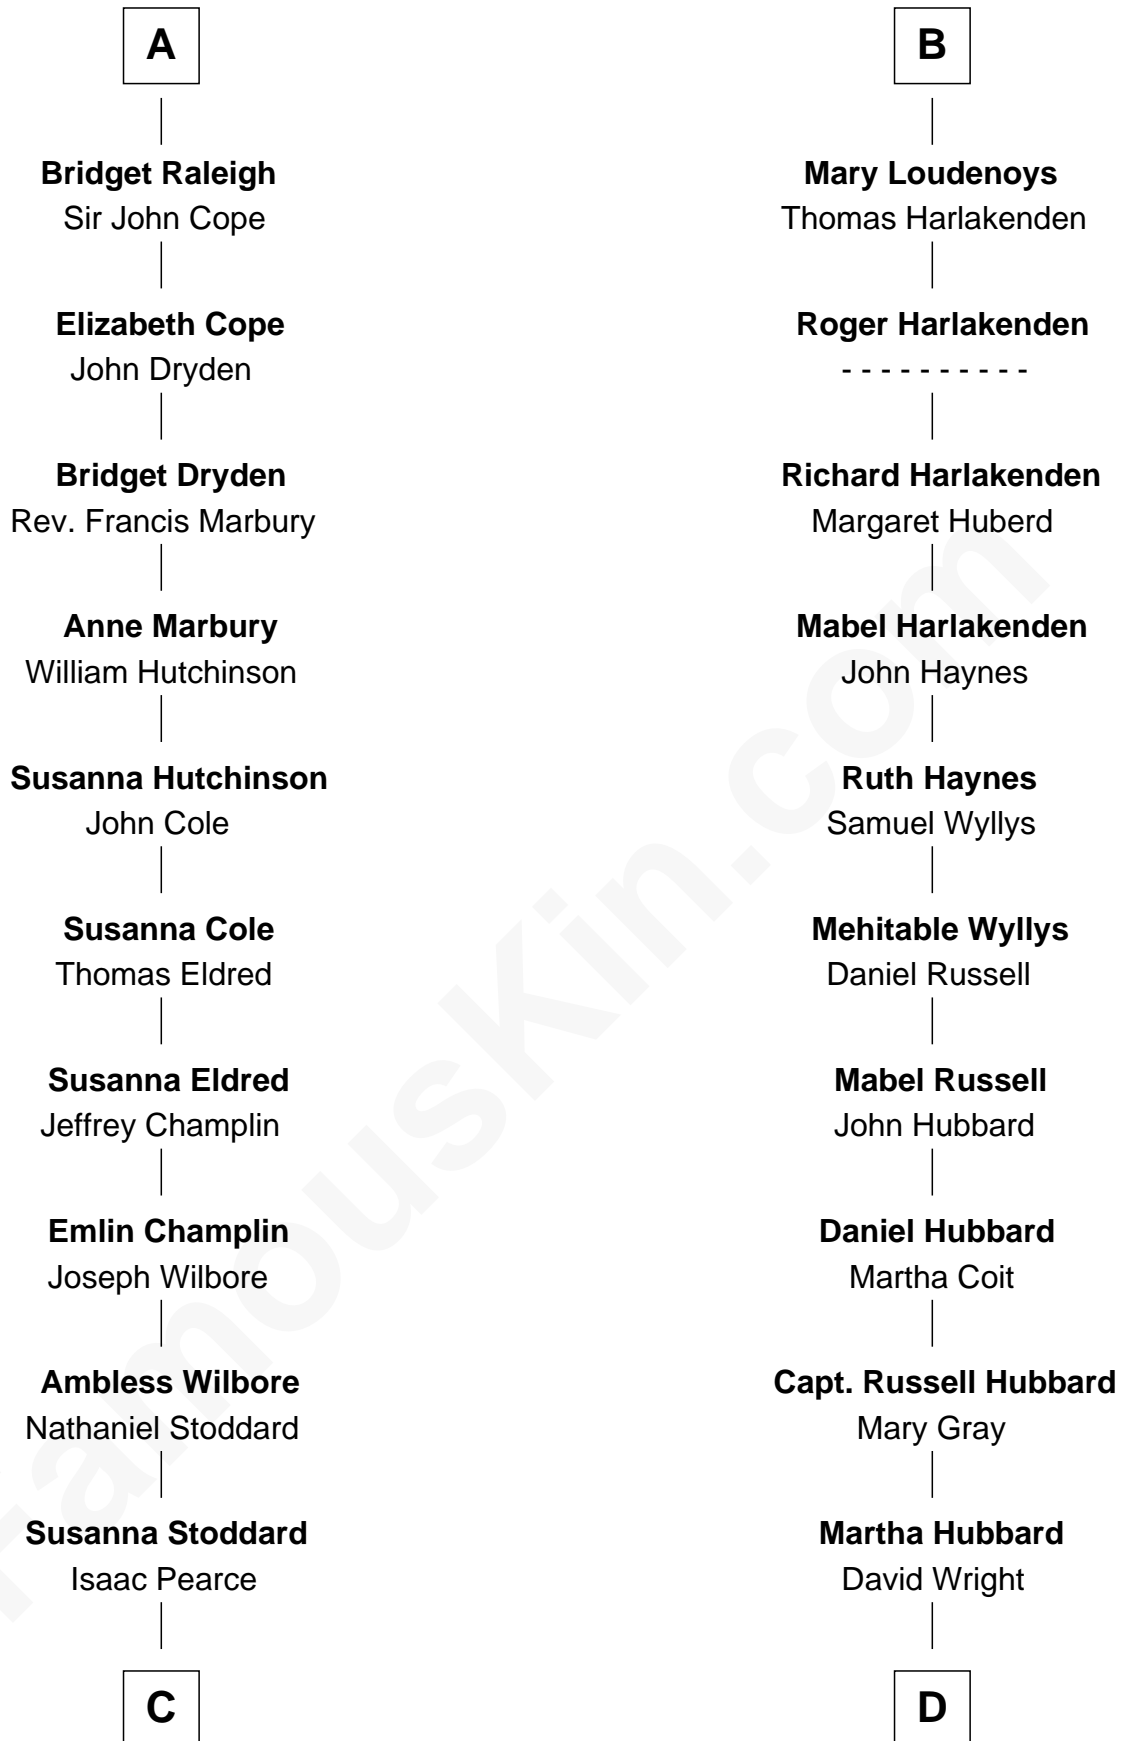 A
Bridget Raleigh
Sir John Cope
Elizabeth Cope
John Dryden
Bridget Dryden
Rev. Francis Marbury
Anne Marbury
William Hutchinson
Susanna Hutchinson
John Cole
Susanna Cole
Thomas Eldred
Susanna Eldred
Jeffrey Champlin
Emlin Champlin
Joseph Wilbore
Ambless Wilbore
Nathaniel Stoddard
Susanna Stoddard
Isaac Pearce
C
B
Mary Loudenoys
Thomas Harlakenden
Roger Harlakenden
- - - - - - - - - -
Richard Harlakenden
Margaret Huberd
Mabel Harlakenden
John Haynes
Ruth Haynes
Samuel Wyllys
Mehitable Wyllys
Daniel Russell
Mabel Russell
John Hubbard
Daniel Hubbard
Martha Coit
Capt. Russell Hubbard
Mary Gray
Martha Hubbard
David Wright
D
FamousKin.com